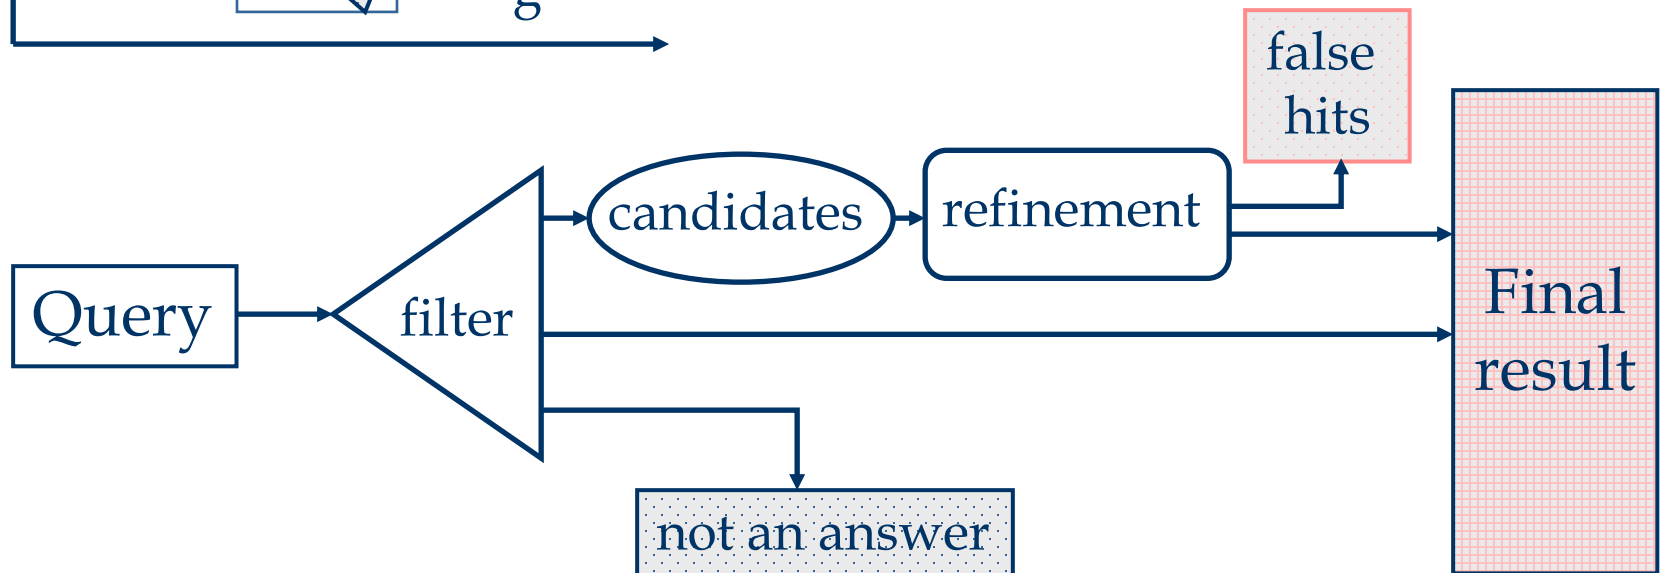 g
false
hits
candidates
refinement
Query
filter
Final
result
not an answer